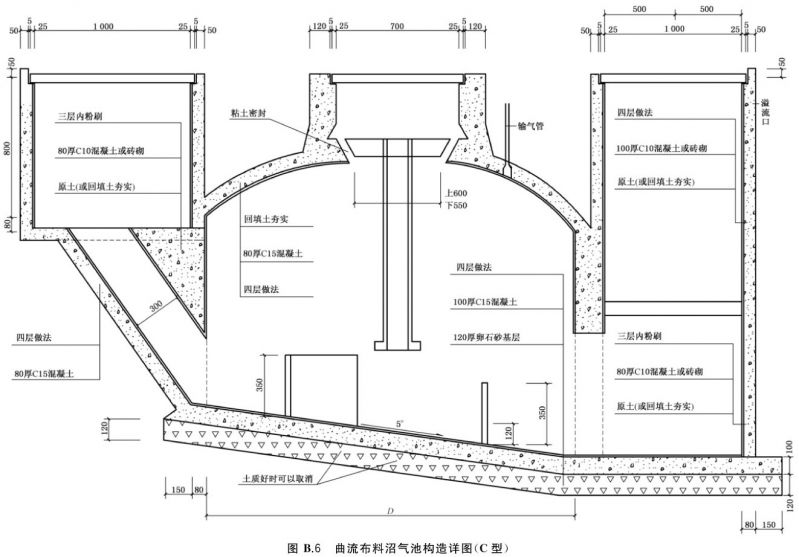 50 5 25 1 000 25 5 50
120 5 25 700 25 5 120
500 500
50 5 25 1 000 25 5 50
50
800
80
三层内粉刷
80厚C10混凝土或砖砌
原土(或回填土夯实)
粘土密封
输气管
上600
下550
四层做法
100厚C10混凝土或砖砌
原土(或回填土夯实)
溢流口
回填土夯实
80厚C15混凝土
四层做法
四层做法
100厚C15混凝土
120厚卵石砂基层
300
四层做法
80厚C15混凝土
三层内粉刷
80厚C10混凝土或砖砌
原土(或回填土夯实)
350
5°
120
350
120
100
120
土质好时可以取消
150 80
D
80 150
图 B.6 曲流布料沼气池构造详图(C 型)